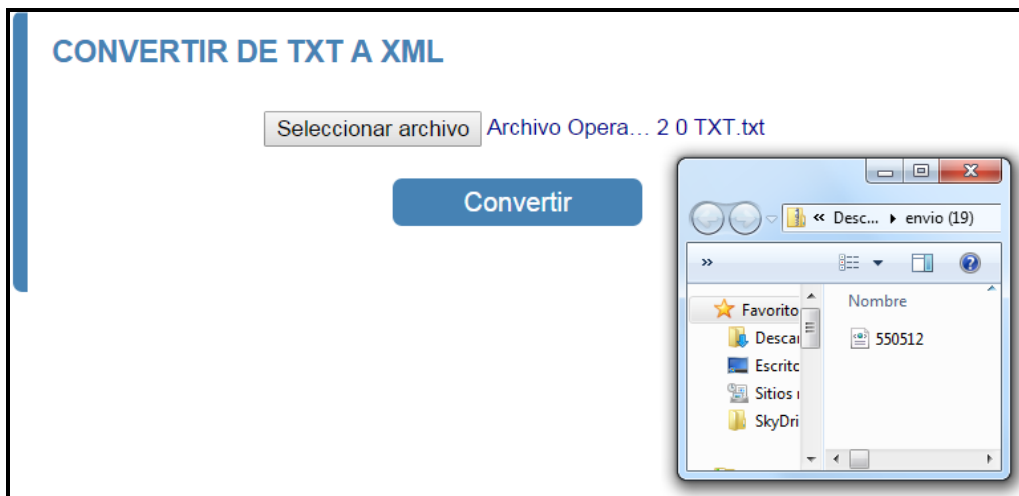 CONVERTIR DE TXT A XML
Seleccionar archivo Archivo Opera... 2 0 TXT.txt
Convertir
« Desc... ▸ envio (19)
»
Nombre
Favorito
Descar
550512
Escrito
Sitios
SkyDri